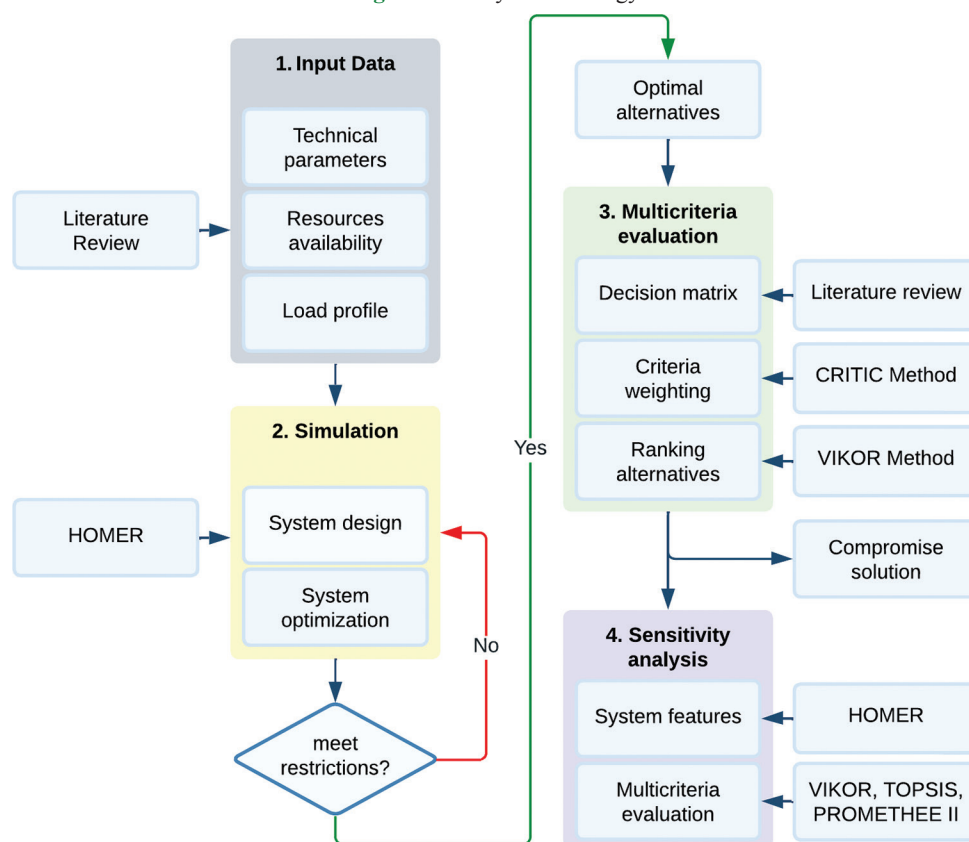 1. Input Data
Technical
parameters
Resources
availability
Load profile
Literature
Review
2. Simulation
System design
System
optimization
HOMER
meet
restrictions?
No
Yes
Optimal
alternatives
3. Multicriteria
evaluation
Decision matrix
Criteria
weighting
Ranking
alternatives
Literature review
CRITIC Method
VIKOR Method
Compromise
solution
4. Sensitivity
analysis
System features
Multicriteria
evaluation
HOMER
VIKOR, TOPSIS,
PROMETHEE II